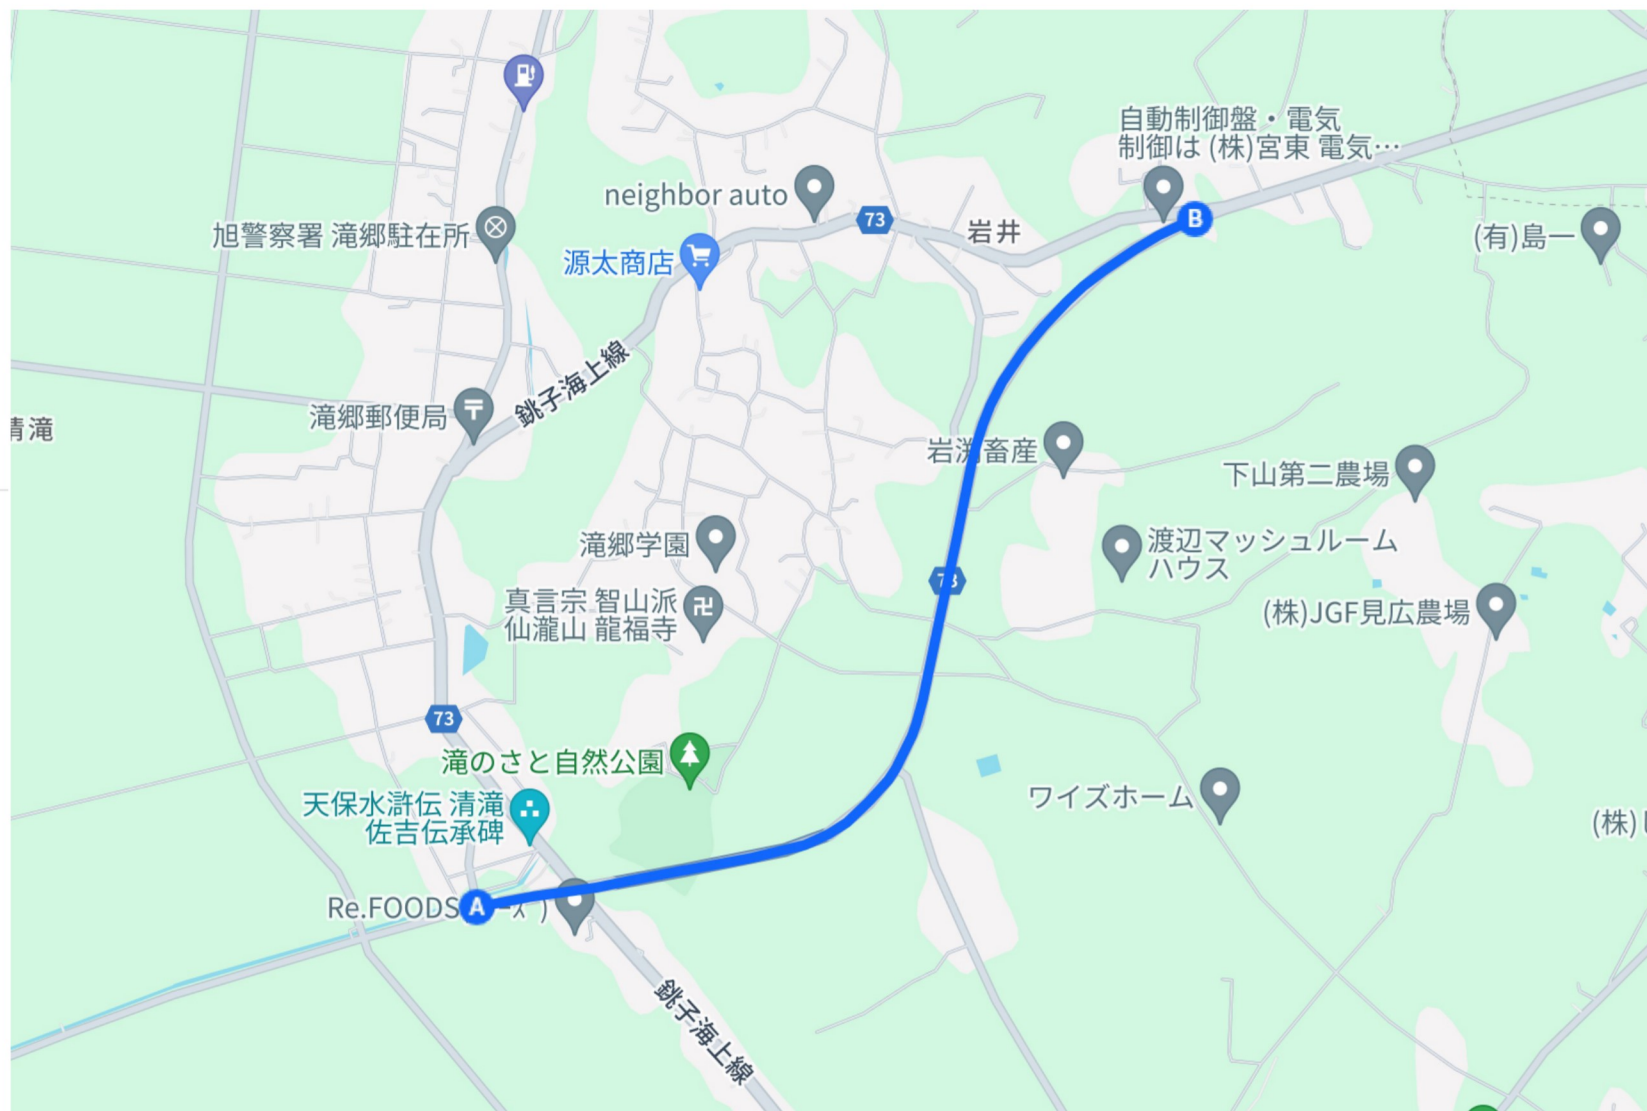 自動制御盤・電気
制御は (株)宮東 電気…
neighbor auto
73
岩井
B
旭警察署 滝郷駐在所
源太商店
(有)島一
銚子海上線
滝郷郵便局
清滝
岩渕畜産
下山第二農場
滝郷学園
渡辺マッシュルーム
ハウス
73
真言宗 智山派
仙瀧山 龍福寺
(株)JGF見広農場
73
滝のさと自然公園
天保水滸伝 清滝
佐吉伝承碑
ワイズホーム
(株)
Re.FOODS
A
銚子海上線